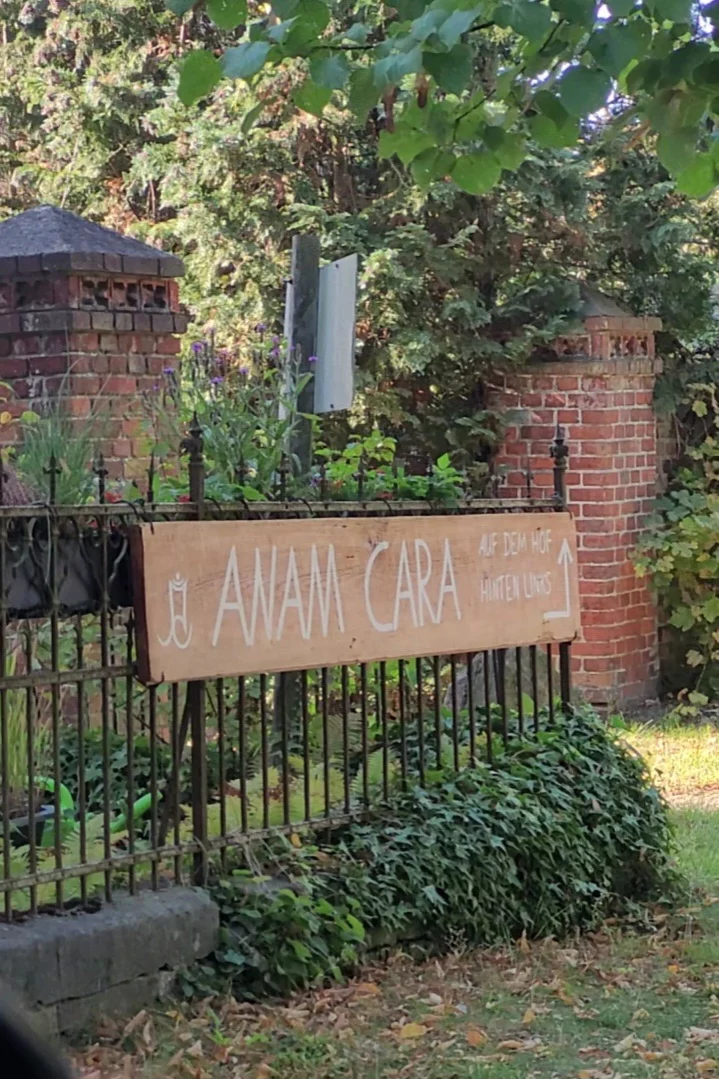 ANAM CARA
AUF DEM HOF
HINTEN LINKS